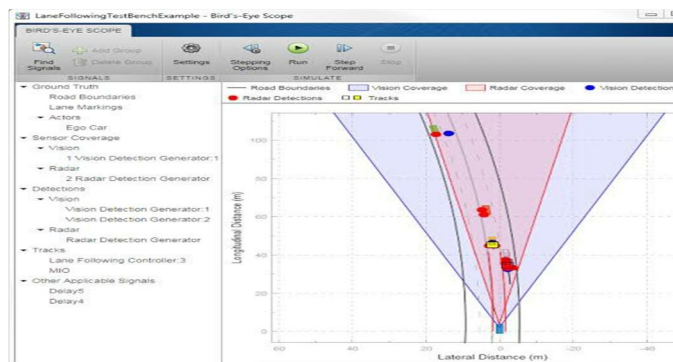 LaneFollowingTestBenchExample - Bird's-Eye Scope
BIRD'S-EYE SCOPE
Find Signals
Add Group
Delete Group
Settings
Stepping Options
Run
Step Forward
Stop
SIGNALS
SETTINGS
SIMULATE
Ground Truth
Road Boundaries
Lane Markings
Actors
Ego Car
Sensor Coverage
Vision
1 Vision Detection Generator:1
Radar
2 Radar Detection Generator
Detections
Vision
Vision Detection Generator:1
Vision Detection Generator:2
Radar
Radar Detection Generator
Tracks
Lane Following Controller:3
MIO
Other Applicable Signals
Delay5
Delay4
Road Boundaries Vision Coverage Radar Coverage Vision Detection
Radar Detections Tracks
100
80
60
40
20
0
Longitudinal Distance (m)
60 40 20 0 -20 -40
Lateral Distance (m)